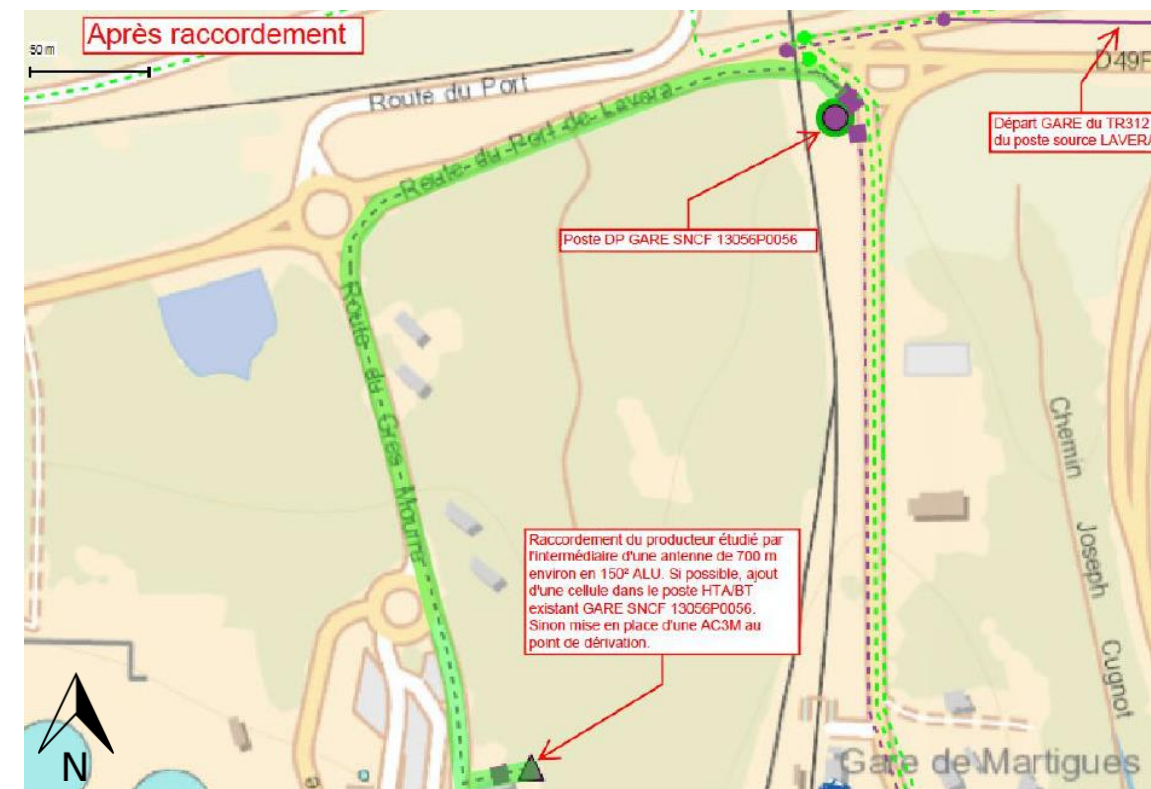 Après raccordement
50 m
Route du Port
D49F
Route du Port de Lavera
Départ GARE du TR312
du poste source LAVERA
Poste DP GARE SNCF 13056P0056
Route du Gres Mourre
Chemin Joseph Cugnot
Raccordement du producteur étudié par
l'intermédiaire d'une antenne de 700 m
environ en 150² ALU. Si possible, ajout
d'une cellule dans le poste HTA/BT
existant GARE SNCF 13056P0056.
Sinon mise en place d'une AC3M au
point de dérivation.
N
Gare de Martigues